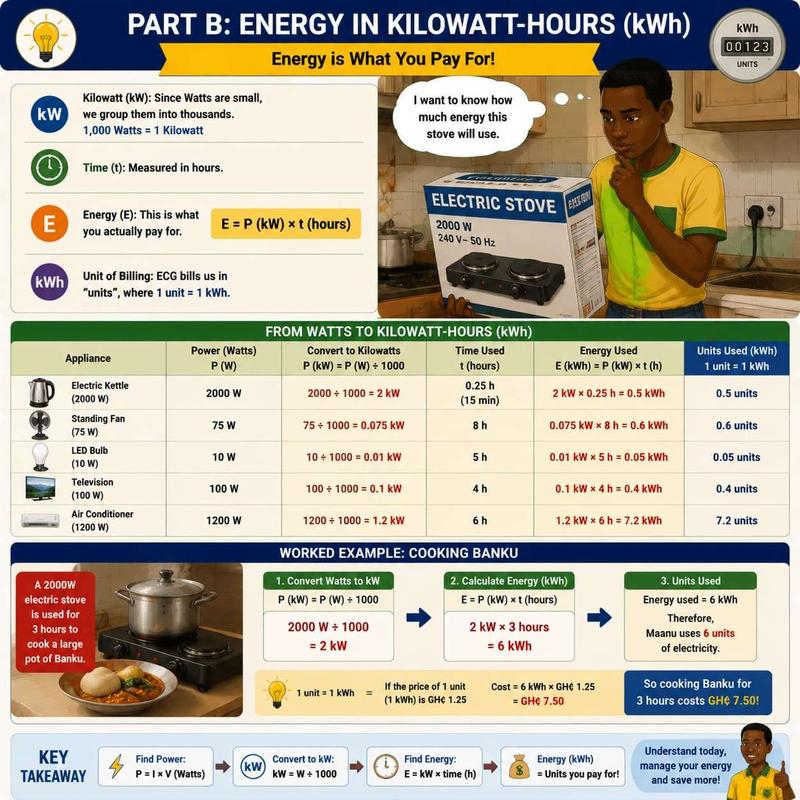 PART B: ENERGY IN KILOWATT-HOURS (kWh)
Energy is What You Pay For!
kWh
00123
UNITS
kW
Kilowatt (kW): Since Watts are small,
we group them into thousands.
1,000 Watts = 1 Kilowatt
Time (t): Measured in hours.
E
Energy (E): This is what
you actually pay for.
E = P (kW) × t (hours)
kWh
Unit of Billing: ECG bills us in
“units”, where 1 unit = 1 kWh.
I want to know how
much energy this
stove will use.
ELECTRIC STOVE
2000 W
240 V~ 50 Hz
FROM WATTS TO KILOWATT-HOURS (kWh)
Appliance
Power (Watts)
P (W)
Convert to Kilowatts
P (kW) = P (W) ÷ 1000
Time Used
t (hours)
Energy Used
E (kWh) = P (kW) × t (h)
Units Used (kWh)
1 unit = 1 kWh
Electric Kettle
(2000 W)
2000 W
2000 ÷ 1000 = 2 kW
0.25 h
(15 min)
2 kW × 0.25 h = 0.5 kWh
0.5 units
Standing Fan
(75 W)
75 W
75 ÷ 1000 = 0.075 kW
8 h
0.075 kW × 8 h = 0.6 kWh
0.6 units
LED Bulb
(10 W)
10 W
10 ÷ 1000 = 0.01 kW
5 h
0.01 kW × 5 h = 0.05 kWh
0.05 units
Television
(100 W)
100 W
100 ÷ 1000 = 0.1 kW
4 h
0.1 kW × 4 h = 0.4 kWh
0.4 units
Air Conditioner
(1200 W)
1200 W
1200 ÷ 1000 = 1.2 kW
6 h
1.2 kW × 6 h = 7.2 kWh
7.2 units
WORKED EXAMPLE: COOKING BANKU
A 2000W
electric stove
is used for
3 hours to
cook a large
pot of Banku.
1. Convert Watts to kW
P (kW) = P (W) ÷ 1000
2000 W ÷ 1000
= 2 kW
2. Calculate Energy (kWh)
E = P (kW) × t (hours)
2 kW × 3 hours
= 6 kWh
3. Units Used
Energy used = 6 kWh
Therefore,
Maanu uses 6 units
of electricity.
1 unit = 1 kWh
=
If the price of 1 unit
(1 kWh) is GH¢ 1.25
Cost = 6 kWh × GH¢ 1.25
= GH¢ 7.50
So cooking Banku for
3 hours costs GH¢ 7.50!
KEY
TAKEAWAY
Find Power:
P = I × V (Watts)
kW
Convert to kW:
kW = W ÷ 1000
Find Energy:
E = kW × time (h)
$
Energy (kWh)
= Units you pay for!
Understand today,
manage your energy
and save more!